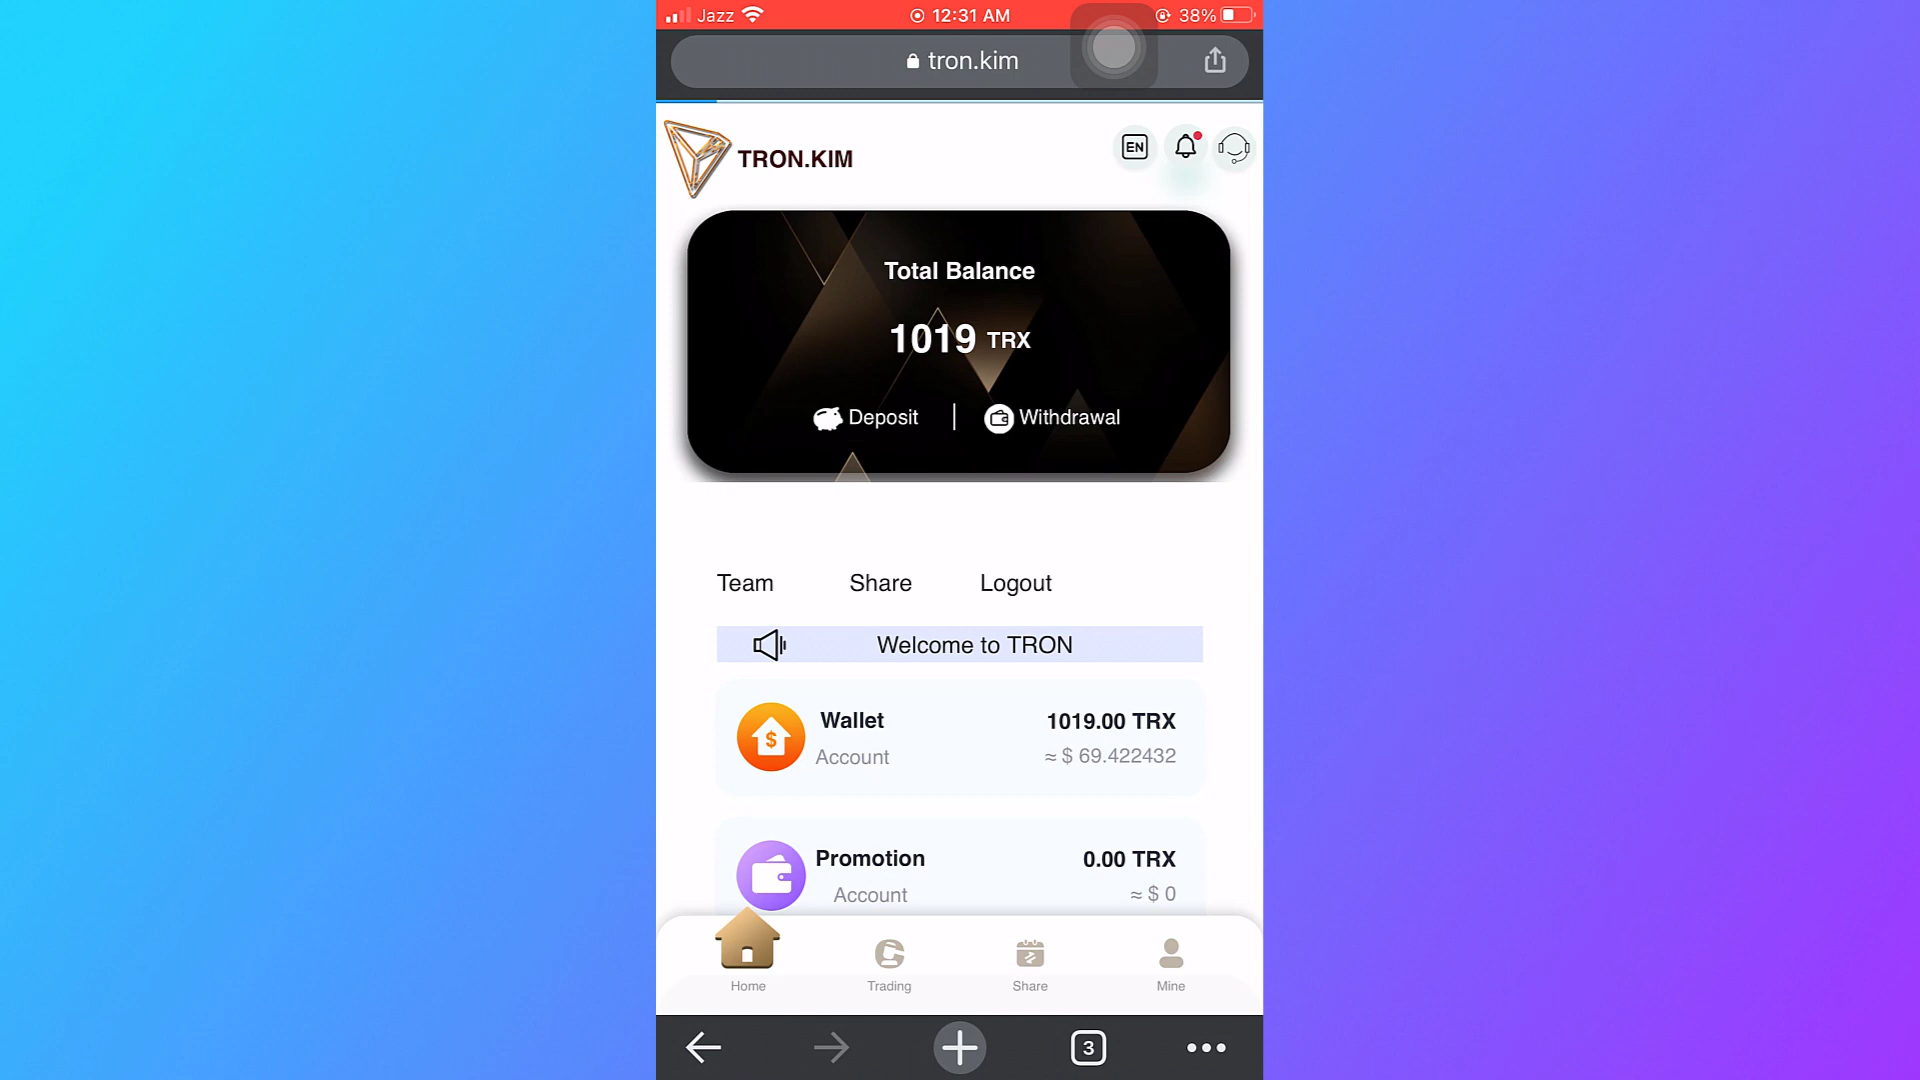 Jazz 12:31 AM 38%
tron.kim
TRON.KIM
EN
Total Balance
1019 TRX
Deposit | Withdrawal
Team Share Logout
Welcome to TRON
Wallet 1019.00 TRX
Account ≈ $ 69.422432
Promotion 0.00 TRX
Account ≈ $ 0
Home Trading Share Mine
3